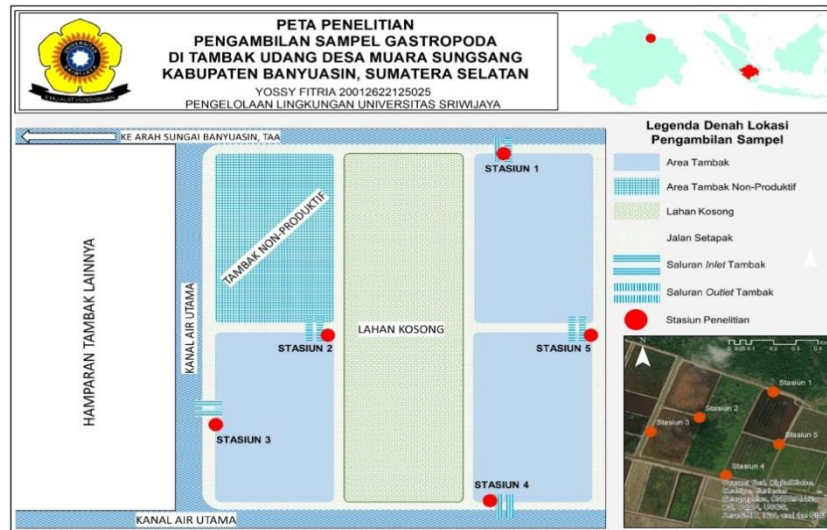 PETA PENELITIAN
PENGAMBILAN SAMPEL GASTROPODA
DI TAMBAK UDANG DESA MUARA SUNGSANG
KABUPATEN BANYUASIN, SUMATERA SELATAN
YOSSY FITRIA 20012622125025
PENGELOLAAN LINGKUNGAN UNIVERSITAS SRIWIJAYA
KE ARAH SUNGAI BANYUASIN, TAA
STASIUN 1
TAMBAK NON-PRODUKTIF
HAMPARAN TAMBAK LAINNYA
KANAL AIR UTAMA
LAHAN KOSONG
STASIUN 2
STASIUN 5
STASIUN 3
STASIUN 4
KANAL AIR UTAMA
Legenda Denah Lokasi
Pengambilan Sampel
Area Tambak
Area Tambak Non-Produktif
Lahan Kosong
Jalan Setapak
Saluran Inlet Tambak
Saluran Outlet Tambak
Stasiun Penelitian
N
Stasiun 1
Stasiun 2
Stasiun 3
Stasiun 5
Stasiun 4